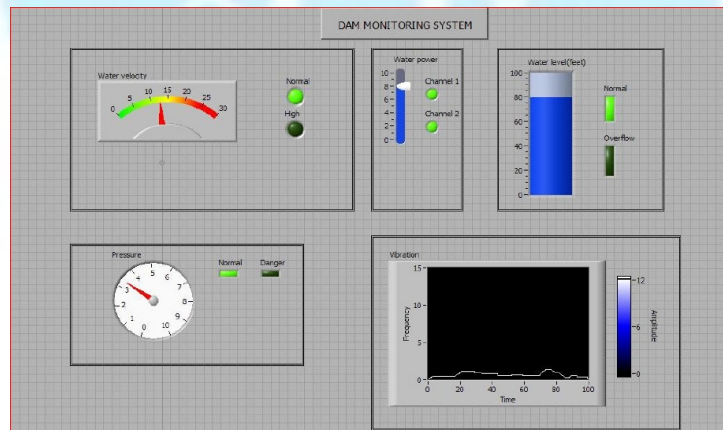 DAM MONITORING SYSTEM
Water velocity
0 5 10 15 20 25 30
Normal
High
Water power
10
8
6
4
2
0
Channel 1
Channel 2
Water level(feet)
100
80
60
40
20
0
Normal
Overflow
Pressure
0 1 2 3 4 5 6 7 8 9 10
Normal
Danger
Vibration
15
10
5
0
Frequency
0 20 40 60 80 100
Time
12
6
0
Amplitude